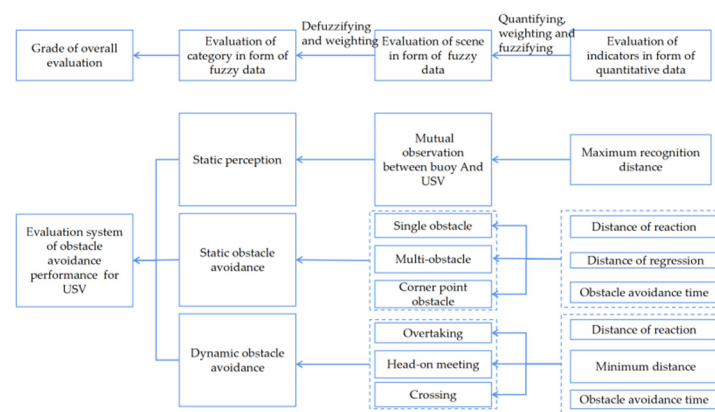 Grade of overall
evaluation
Evaluation of
category in form of
fuzzy data
Defuzzifying
and weighting
Evaluation of scene
in form of fuzzy
data
Quantifying,
weighting and
fuzzifying
Evaluation of
indicators in form of
quantitative data
Evaluation system
of obstacle
avoidance
performance for
USV
Static perception
Mutual
observation
between buoy And
USV
Maximum recognition
distance
Static obstacle
avoidance
Single obstacle
Multi-obstacle
Corner point
obstacle
Distance of reaction
Distance of regression
Obstacle avoidance time
Dynamic obstacle
avoidance
Overtaking
Head-on meeting
Crossing
Distance of reaction
Minimum distance
Obstacle avoidance time